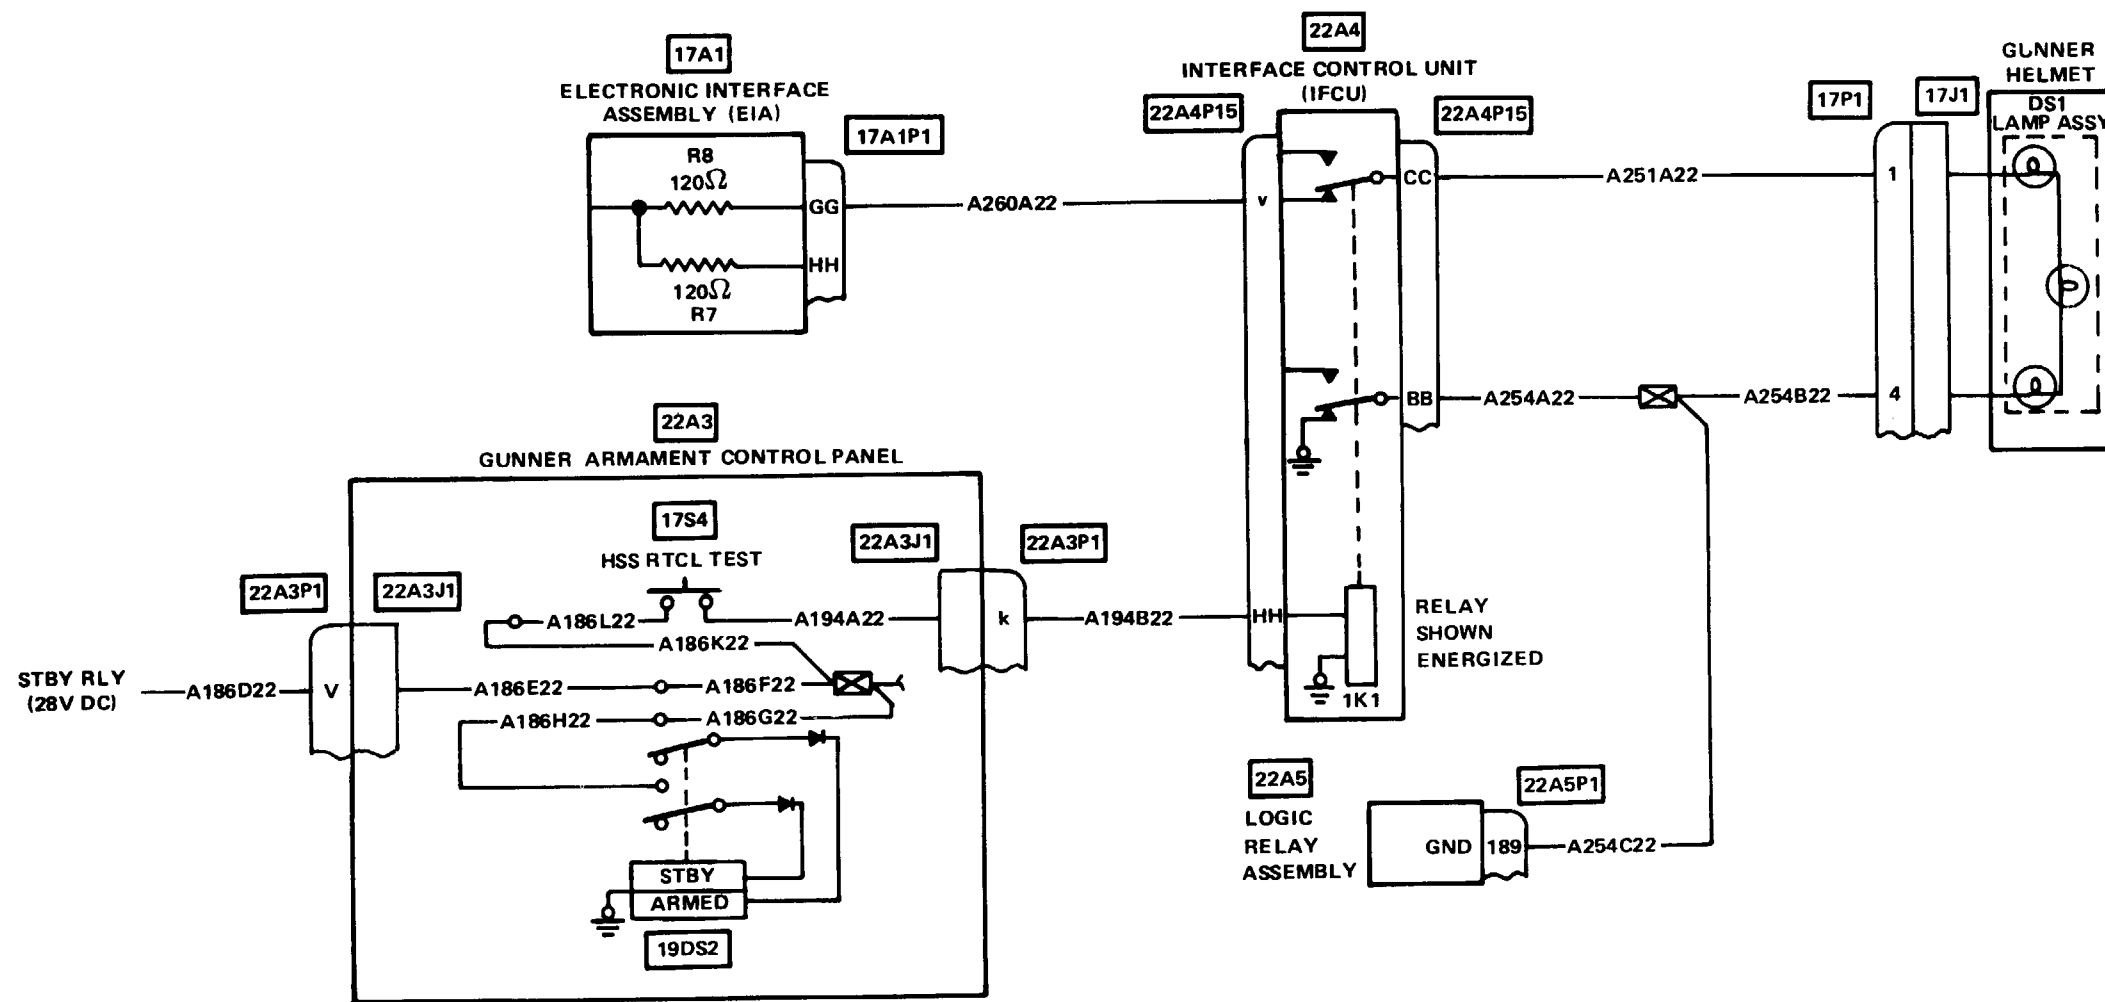 17A1
ELECTRONIC INTERFACE
ASSEMBLY (EIA)
17A1P1
R8
120Ω
GG
HH
120Ω
R7
A260A22
22A4
INTERFACE CONTROL UNIT
(IFCU)
22A4P15
22A4P15
v
CC
A251A22
BB
A254A22
A254B22
HH
1K1
RELAY
SHOWN
ENERGIZED
17P1
17J1
1
4
GUNNER
HELMET
DS1
LAMP ASSY
22A3
GUNNER ARMAMENT CONTROL PANEL
17S4
HSS RTCL TEST
22A3J1
22A3P1
22A3P1
22A3J1
A186L22
A194A22
k
A194B22
A186K22
STBY RLY
(28V DC)
A186D22
V
A186E22
A186F22
A186H22
A186G22
STBY
ARMED
19DS2
22A5
LOGIC
RELAY
ASSEMBLY
22A5P1
GND
189
A254C22